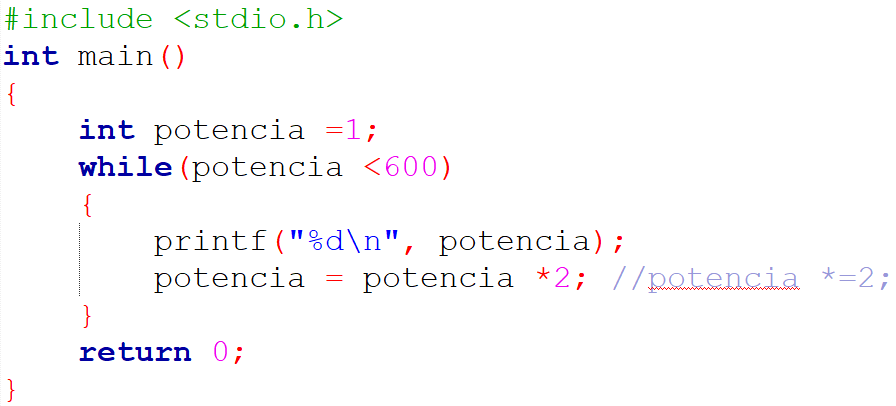 #include <stdio.h>
int main()
{
    int potencia =1;
    while(potencia <600)
    {
        printf("%d\n", potencia);
        potencia = potencia *2; //potencia *=2;
    }
    return 0;
}